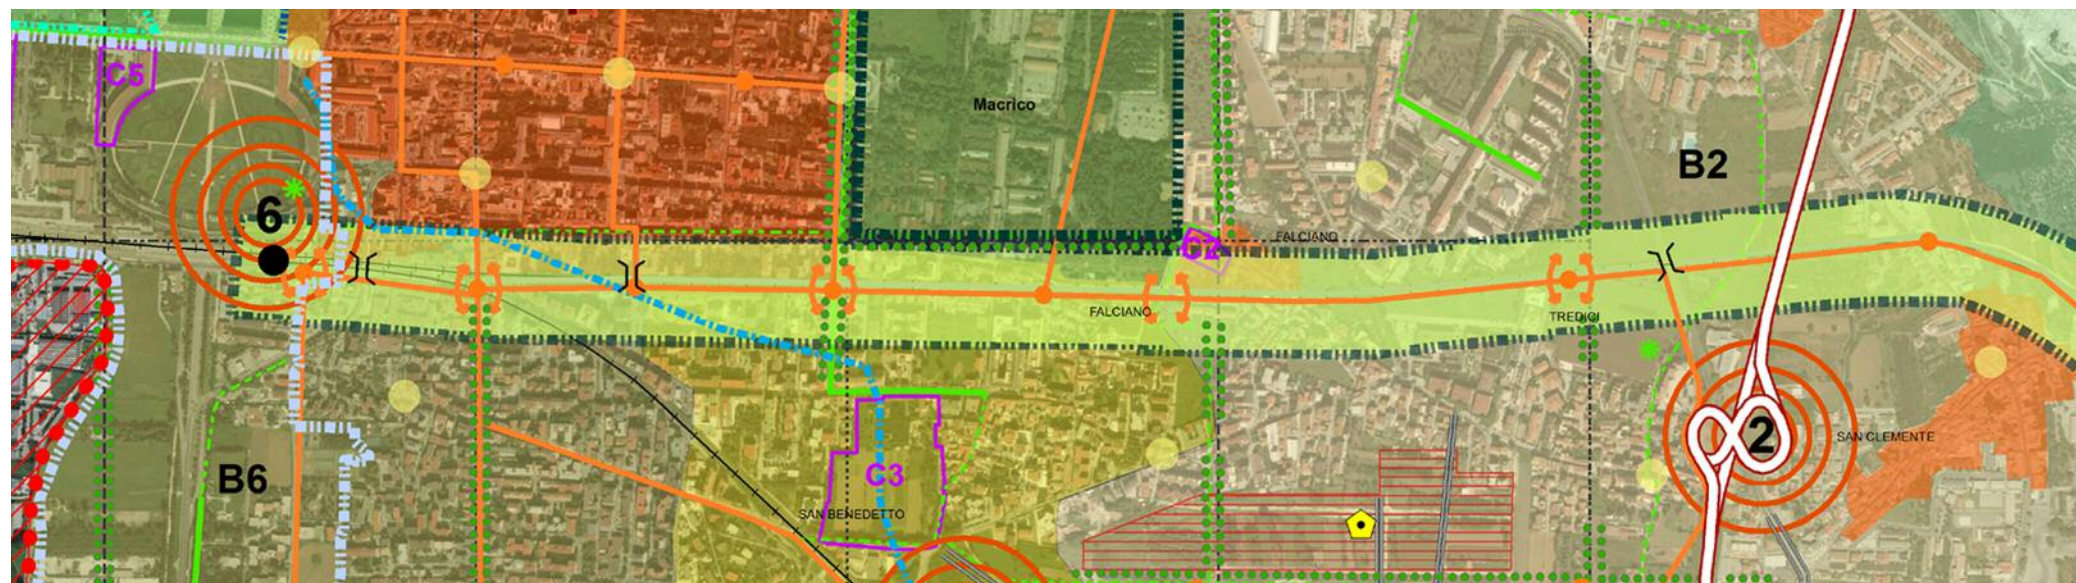 C5
Macrico
B2
6
C2
FALCIANO
FALCIANO
TREDICI
2
SAN CLEMENTE
B6
C3
SAN BENEDETTO